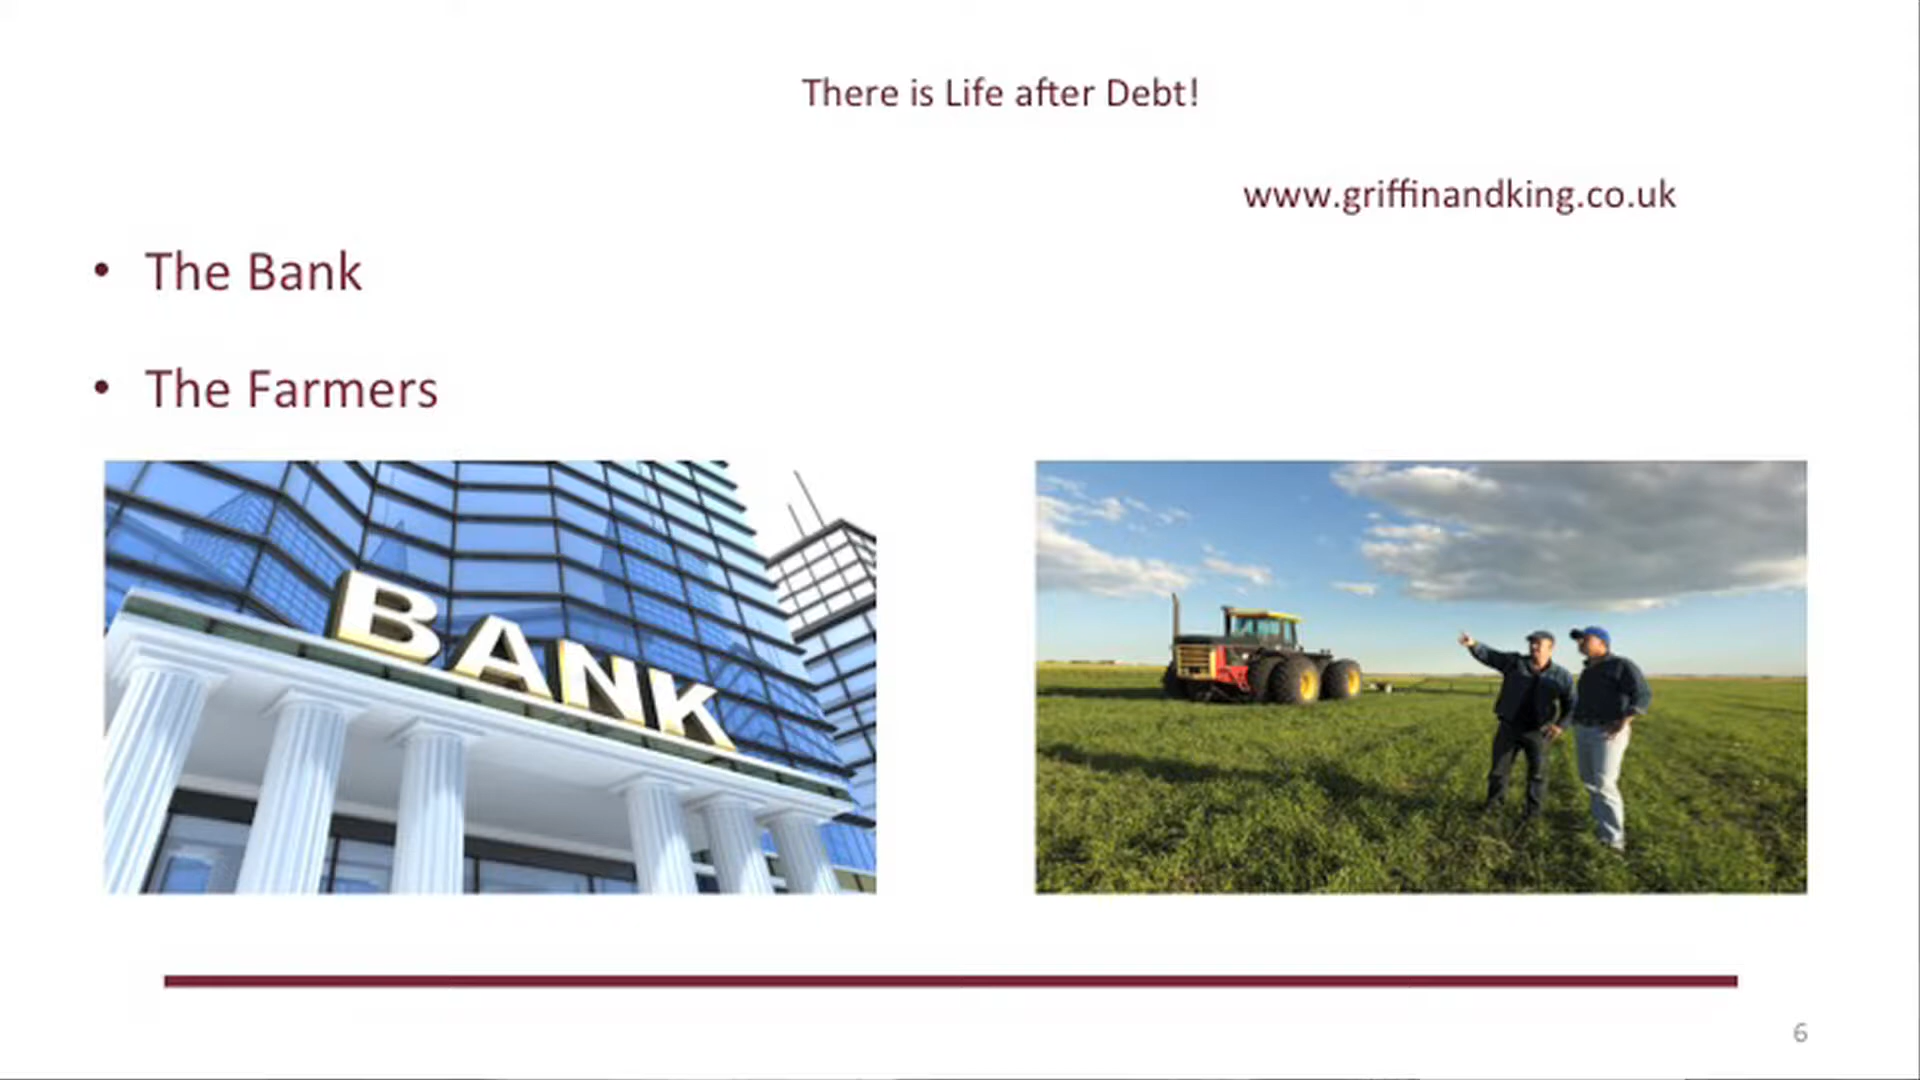 There is Life after Debt!
www.griffinandking.co.uk
• The Bank
• The Farmers
BANK
6